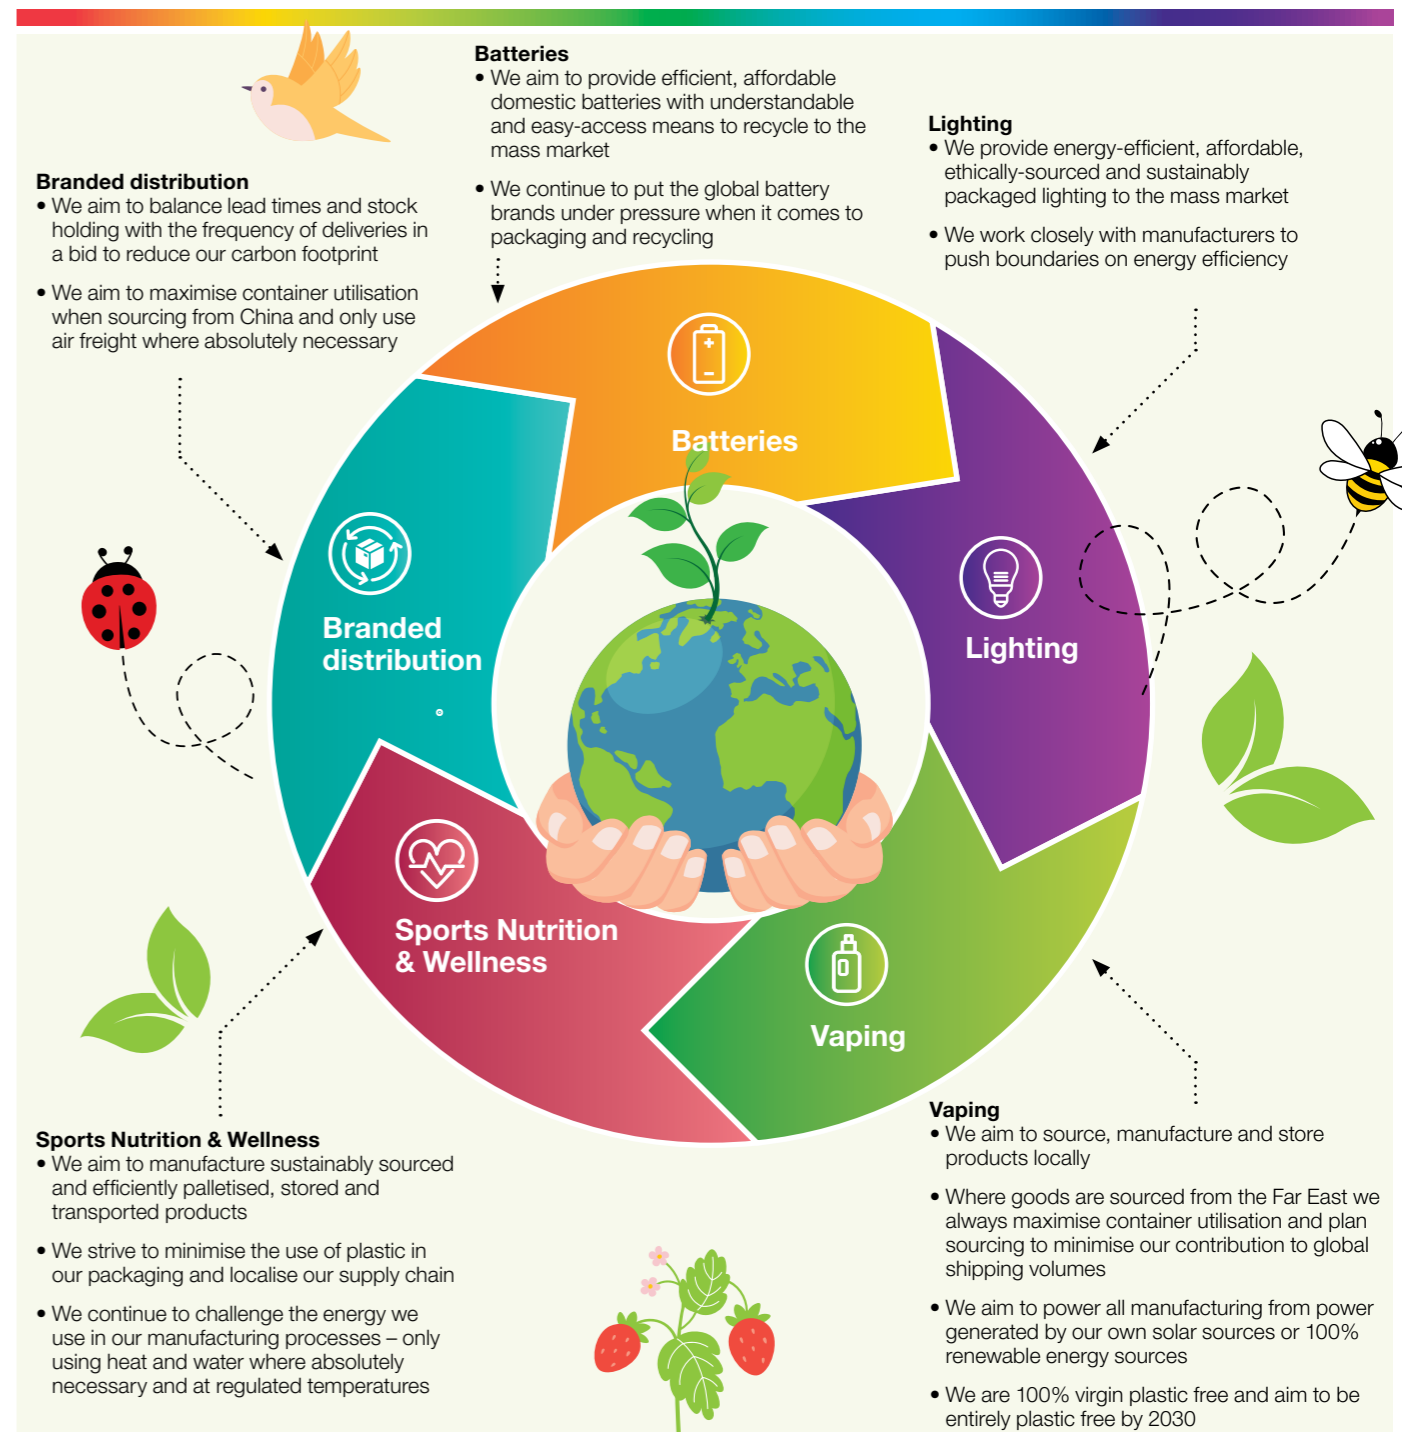 Batteries
• We aim to provide efficient, affordable
domestic batteries with understandable
and easy-access means to recycle to the
mass market
• We continue to put the global battery
brands under pressure when it comes to
packaging and recycling
Lighting
• We provide energy-efficient, affordable,
ethically-sourced and sustainably
packaged lighting to the mass market
• We work closely with manufacturers to
push boundaries on energy efficiency
Branded distribution
• We aim to balance lead times and stock
holding with the frequency of deliveries in
a bid to reduce our carbon footprint
• We aim to maximise container utilisation
when sourcing from China and only use
air freight where absolutely necessary
Batteries
Lighting
Branded
distribution
Sports Nutrition
& Wellness
Vaping
Sports Nutrition & Wellness
• We aim to manufacture sustainably sourced
and efficiently palletised, stored and
transported products
• We strive to minimise the use of plastic in
our packaging and localise our supply chain
• We continue to challenge the energy we
use in our manufacturing processes – only
using heat and water where absolutely
necessary and at regulated temperatures
Vaping
• We aim to source, manufacture and store
products locally
• Where goods are sourced from the Far East we
always maximise container utilisation and plan
sourcing to minimise our contribution to global
shipping volumes
• We aim to power all manufacturing from power
generated by our own solar sources or 100%
renewable energy sources
• We are 100% virgin plastic free and aim to be
entirely plastic free by 2030